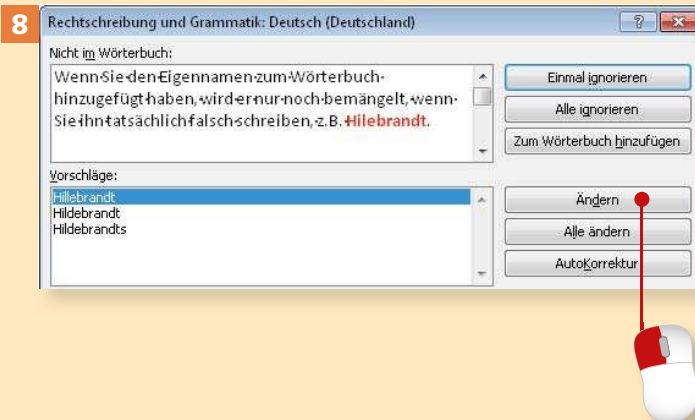 8
Rechtschreibung und Grammatik: Deutsch (Deutschland)
Nicht im Wörterbuch:
Wenn·Sie·den·Eigennamen·zum·Wörterbuch·
hinzugefügt·haben,·wird·er·nur·noch·bemängelt,·wenn·
Sie·ihn·tatsächlich·falsch·schreiben,·z.B.·Hilebrandt.
Einmal ignorieren
Alle ignorieren
Zum Wörterbuch hinzufügen
Vorschläge:
Hillebrandt
Hildebrandt
Hildebrandts
Ändern
Alle ändern
AutoKorrektur